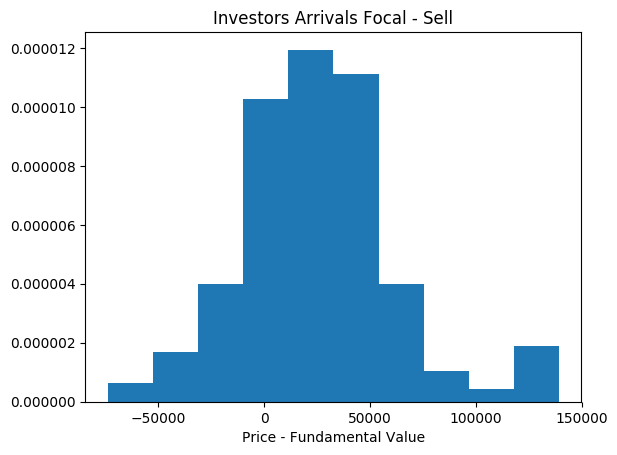 Investors Arrivals Focal - Sell
0.000012
0.000010
0.000008
0.000006
0.000004
0.000002
0.000000
−50000 0 50000 100000 150000
Price - Fundamental Value